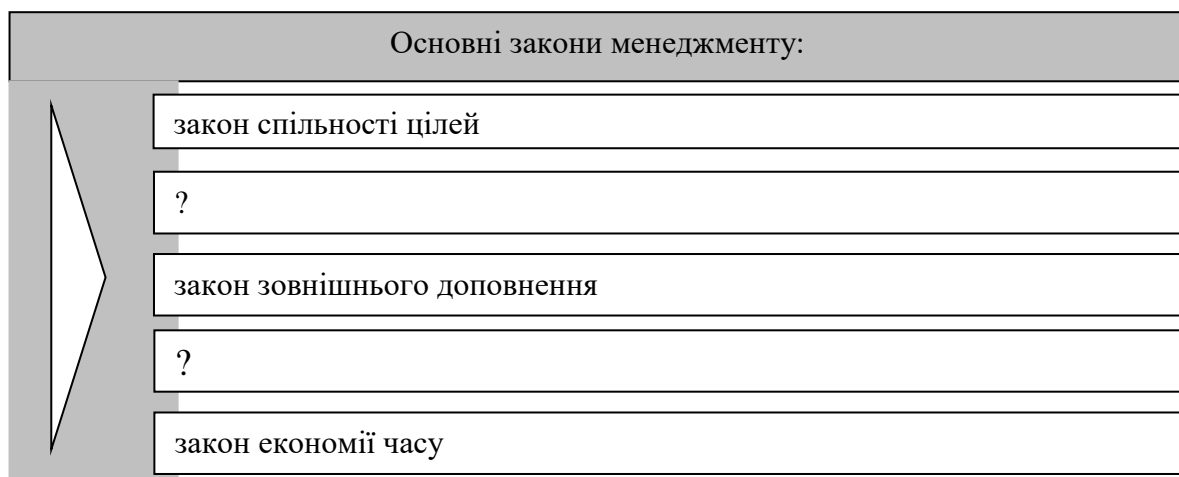 Основні закони менеджменту:
закон спільності цілей
?
закон зовнішнього доповнення
?
закон економії часу